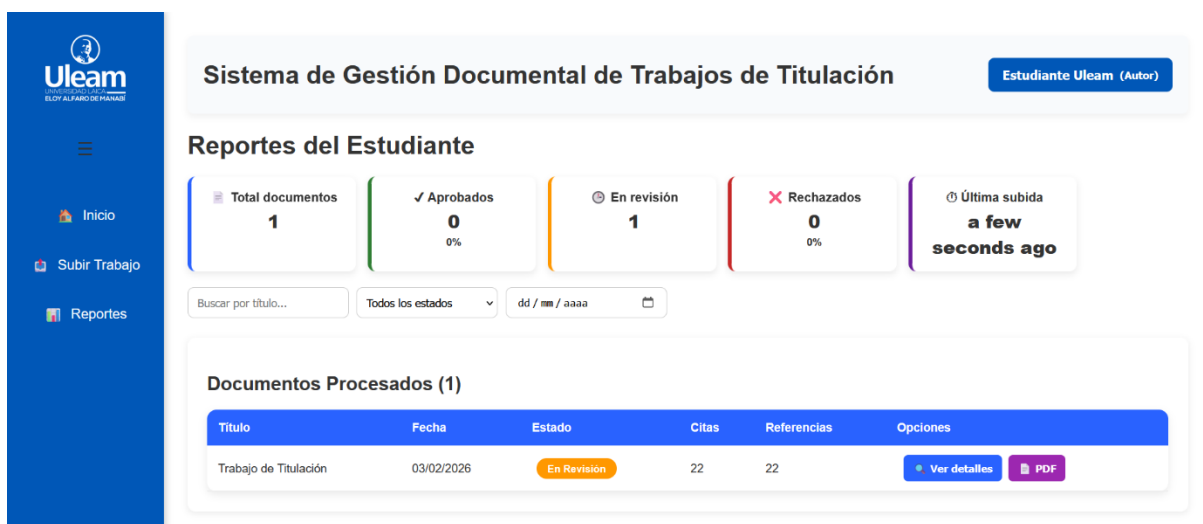 Uleam
UNIVERSIDAD LAICA
ELOY ALFARO DE MANABÍ
Inicio
Subir Trabajo
Reportes
Sistema de Gestión Documental de Trabajos de Titulación
Estudiante Uleam (Autor)
Reportes del Estudiante
Total documentos
1
Aprobados
0
0%
En revisión
1
Rechazados
0
0%
Última subida
a few
seconds ago
Buscar por título...
Todos los estados
dd / mm / aaaa
Documentos Procesados (1)
Título Fecha Estado Citas Referencias Opciones
Trabajo de Titulación 03/02/2026 En Revisión 22 22 Ver detalles PDF